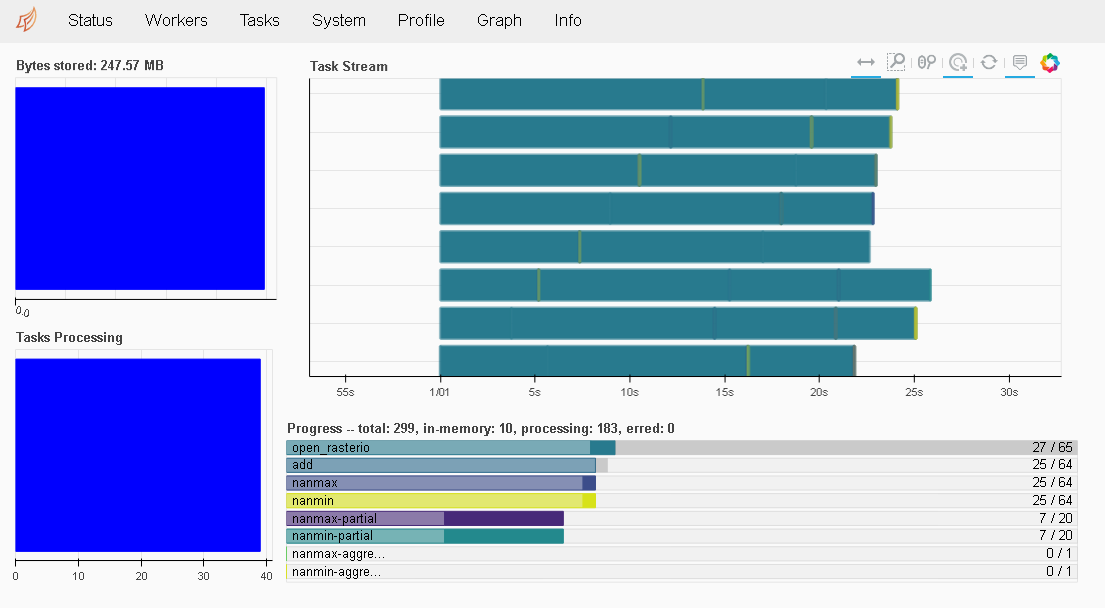 Status Workers Tasks System Profile Graph Info
Bytes stored: 247.57 MB
0.0
Tasks Processing
0 10 20 30 40
Task Stream
55s 1/01 5s 10s 15s 20s 25s 30s
Progress -- total: 299, in-memory: 10, processing: 183, erred: 0
open_rasterio 27 / 65
add 25 / 64
nanmax 25 / 64
nanmin 25 / 64
nanmax-partial 7 / 20
nanmin-partial 7 / 20
nanmax-aggre... 0 / 1
nanmin-aggre... 0 / 1